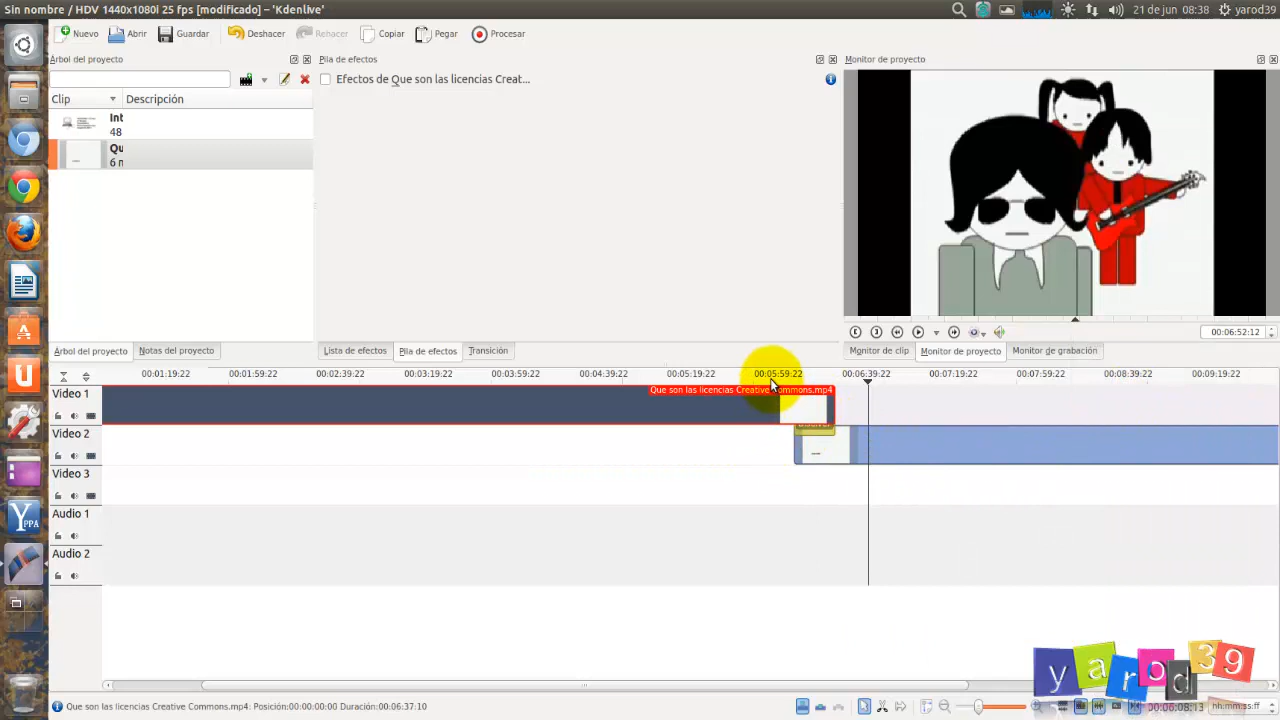 Sin nombre / HDV 1440x1080I 25 fps [modificado] – 'Kdenlive'
21 de jun 08:38
yarod39
Nuevo
Abrir
Guardar
Deshacer
Rehacer
Copiar
Pegar
Procesar
Árbol del proyecto
Pila de efectos
Monitor de proyecto
Efectos de Que son las licencias Creat...
Clip
Descripción
Int
48
Qu
6 n
00:06:52:12
Árbol del proyecto
Notas del proyecto
Lista de efectos
Pila de efectos
Transición
Monitor de clip
Monitor de proyecto
Monitor de grabación
00:01:19:22
00:01:59:22
00:02:39:22
00:03:19:22
00:03:59:22
00:04:39:22
00:05:19:22
00:05:59:22
00:06:39:22
00:07:19:22
00:07:59:22
00:08:39:22
00:09:19:22
Video 1
Que son las licencias Creative Commons.mp4
Video 2
Video 3
Audio 1
Audio 2
yarod39
Que son las licencias Creative Commons.mp4: Posición:00:00:00:00 Duración:00:06:37:10
00:06:08:13
hh:mm:ss:ff